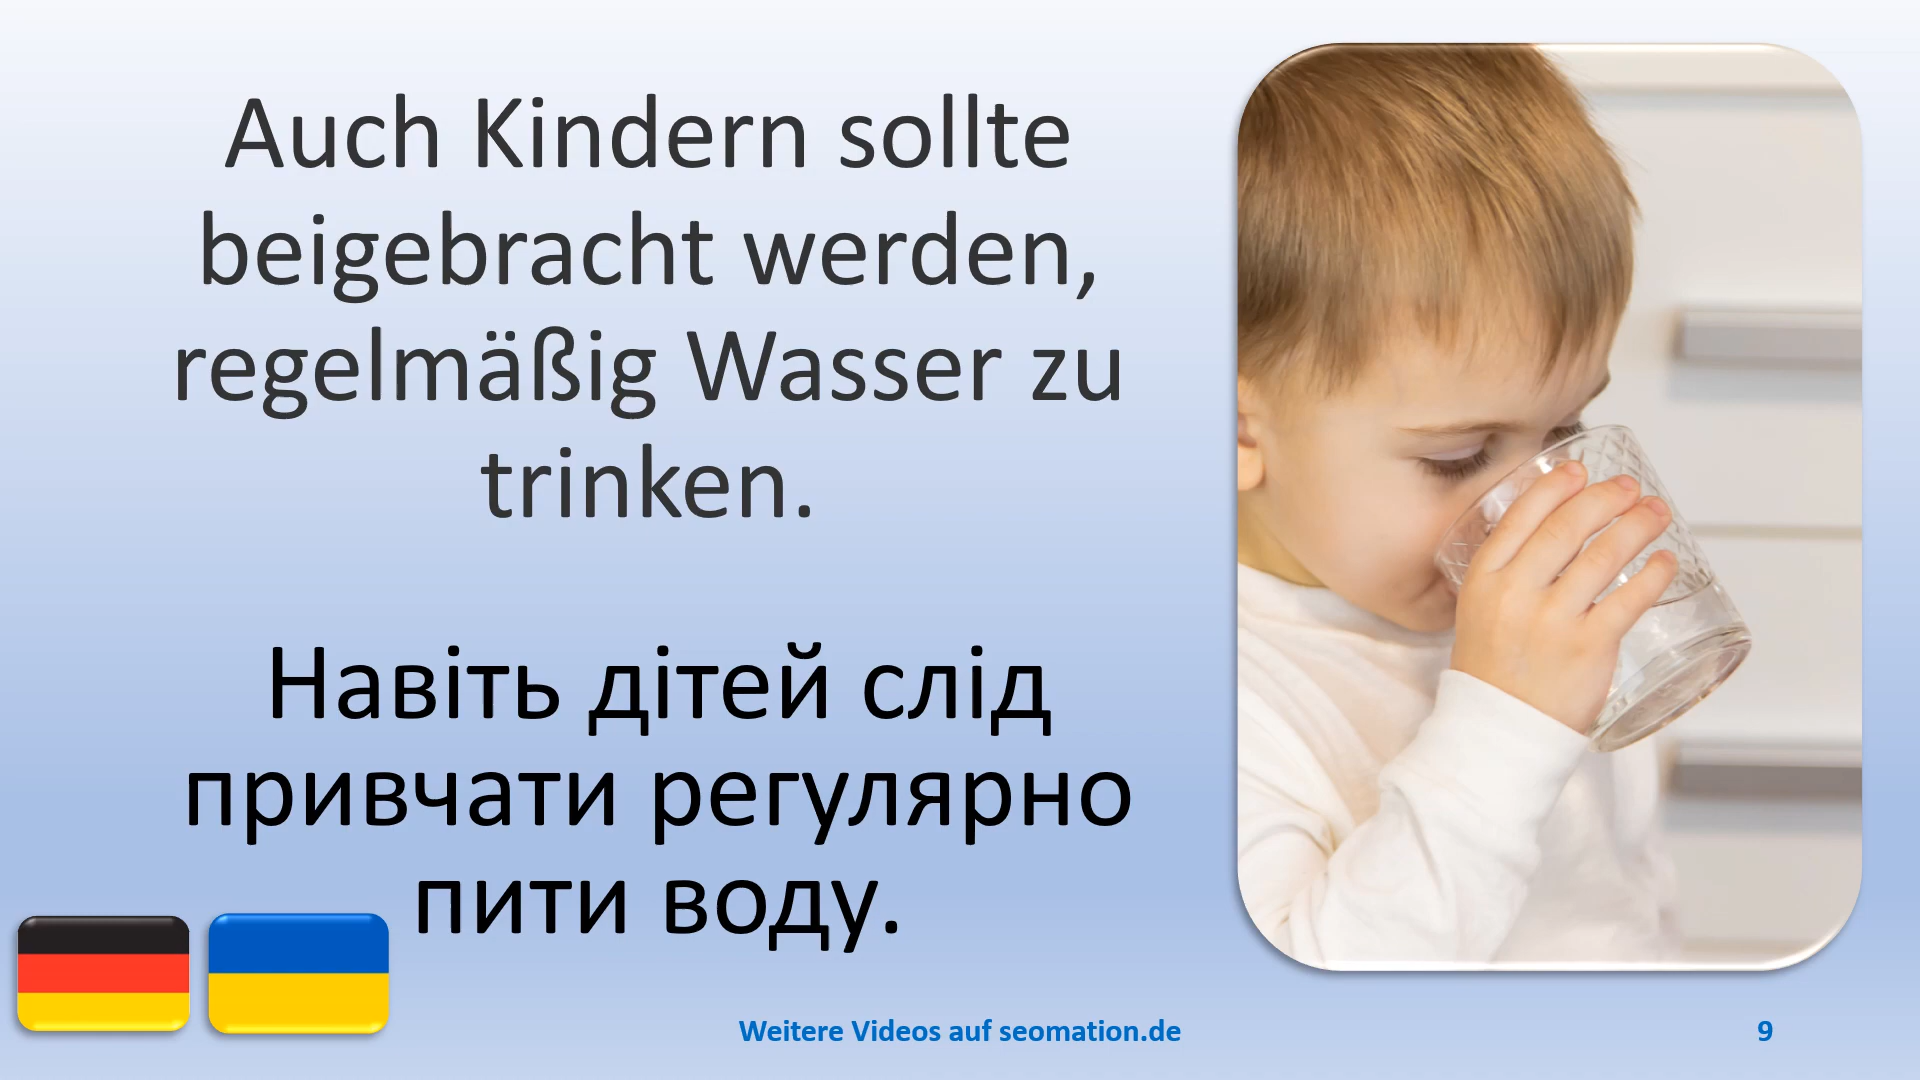 Auch Kindern sollte
beigebracht werden,
regelmäßig Wasser zu
trinken.
Навіть дітей слід
привчати регулярно
пити воду.
Weitere Videos auf seomation.de
9